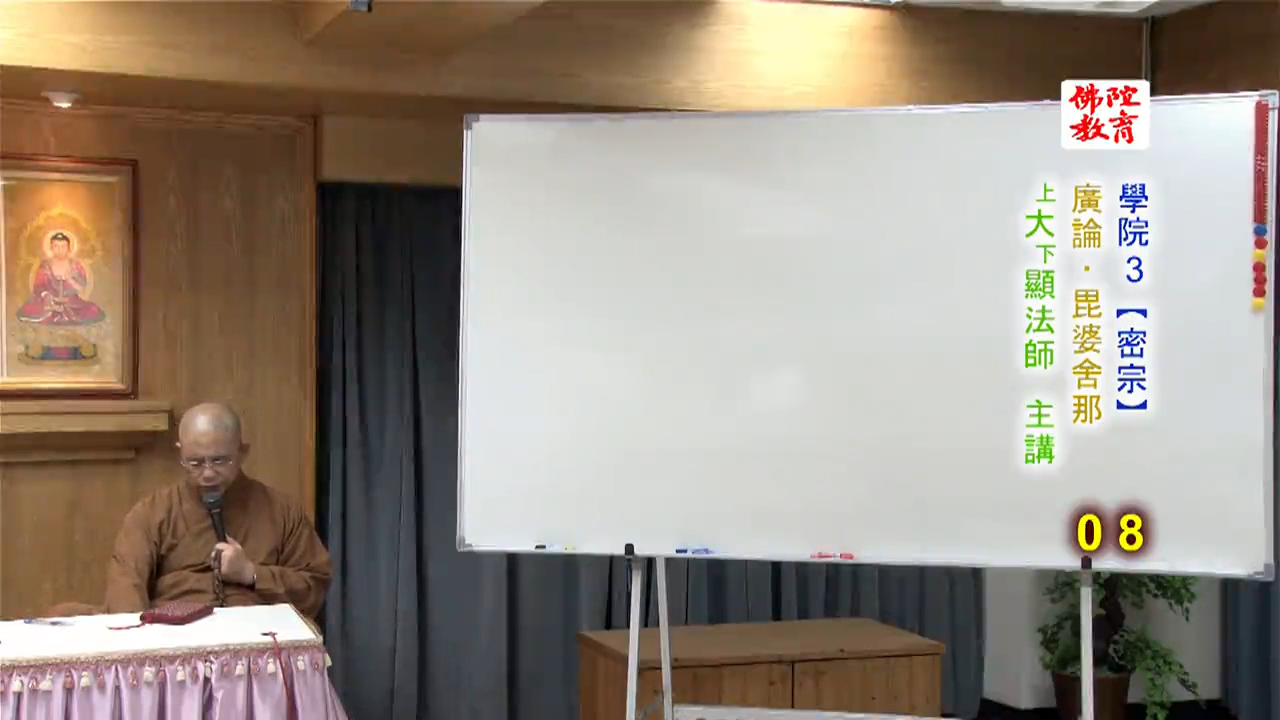 佛陀
教育
學院3【密宗】
廣論．毘婆舍那
上大下顯法師 主講
08